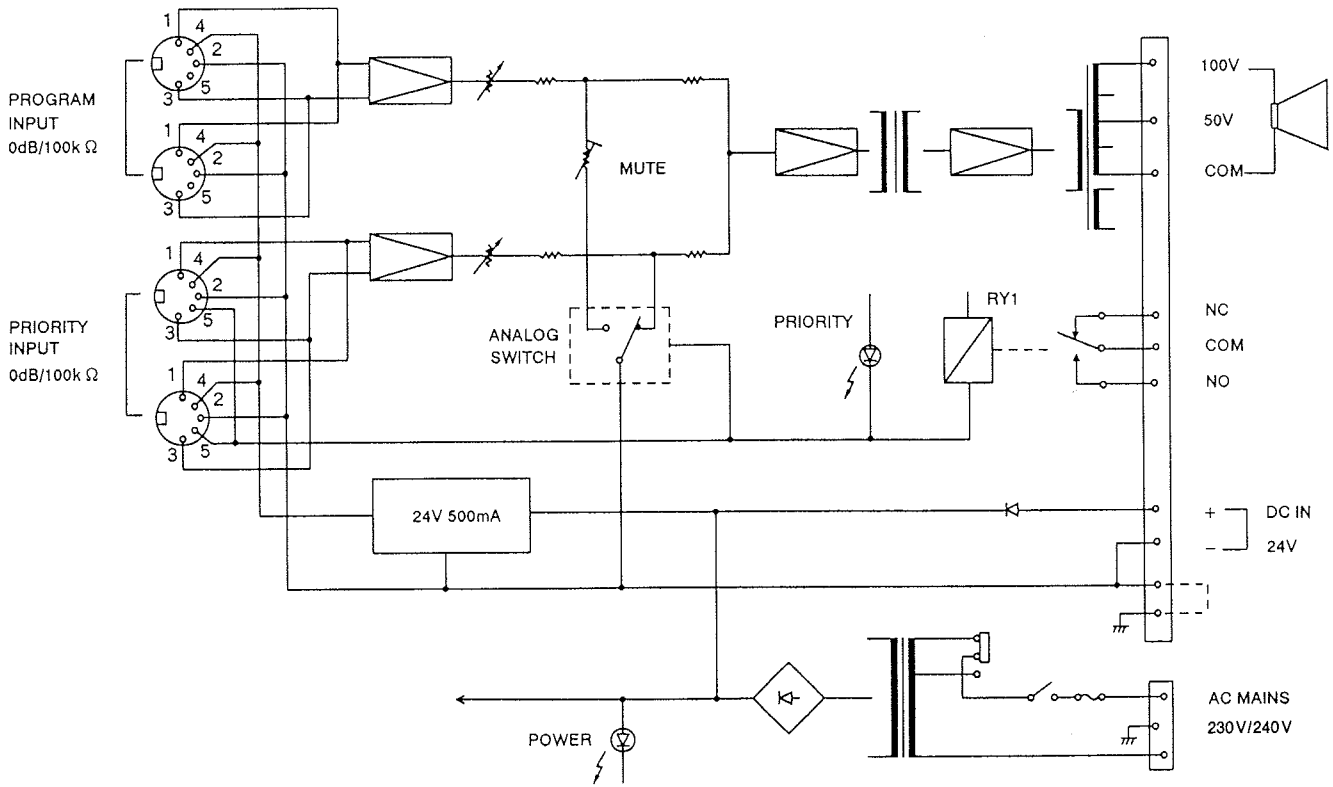 1
4
2
5
3
PROGRAM
INPUT
0dB/100k Ω
1
4
2
5
3
1
4
2
5
3
PRIORITY
INPUT
0dB/100k Ω
1
4
2
5
3
MUTE
ANALOG
SWITCH
PRIORITY
RY1
100V
50V
COM
NC
COM
NO
24V 500mA
+
DC IN
−
24V
POWER
AC MAINS
230V/240V